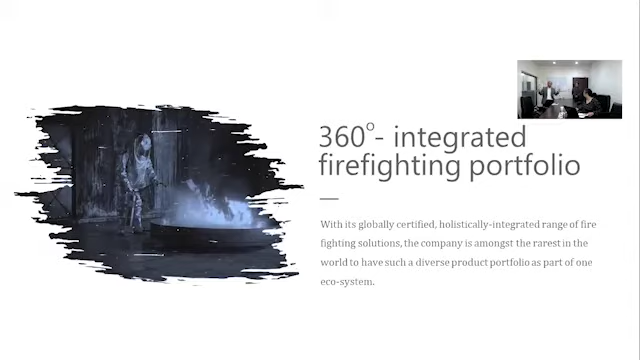 360°- integrated
firefighting portfolio
With its globally certified, holistically-integrated range of fire
fighting solutions, the company is amongst the rarest in the
world to have such a diverse product portfolio as part of one
eco-system.